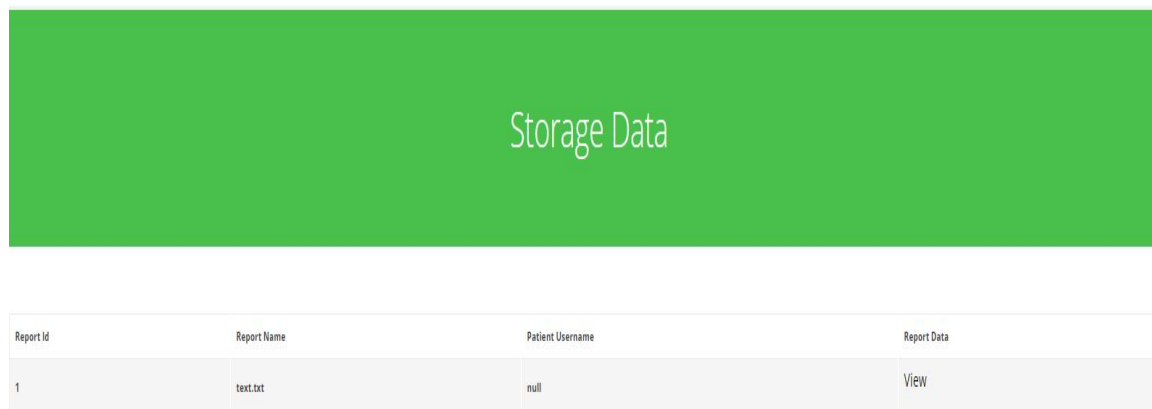 Storage Data
Report Id Report Name Patient Username Report Data
1 text.txt null View